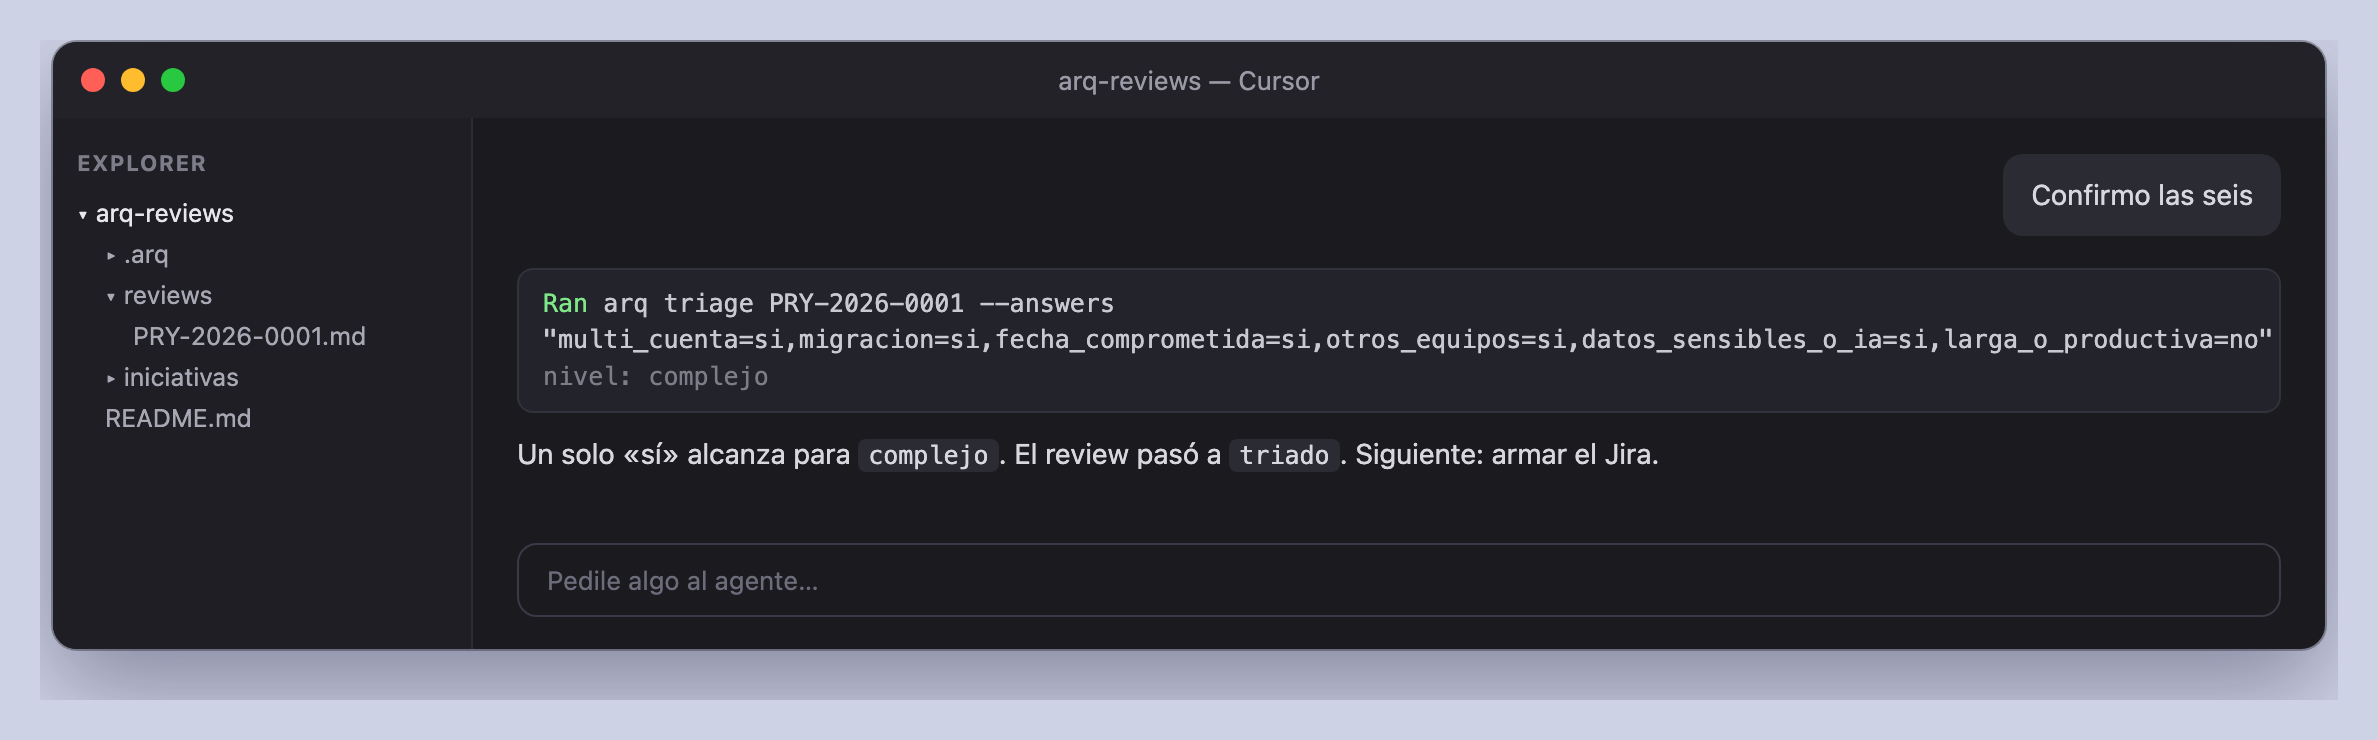 arq-reviews — Cursor
EXPLORER
▾ arq-reviews
▸ .arq
▾ reviews
PRY-2026-0001.md
▸ iniciativas
README.md
Confirmo las seis
Ran arq triage PRY-2026-0001 --answers
"multi_cuenta=si,migracion=si,fecha_comprometida=si,otros_equipos=si,datos_sensibles_o_ia=si,larga_o_productiva=no"
nivel: complejo
Un solo «sí» alcanza para complejo. El review pasó a triado. Siguiente: armar el Jira.
Pedile algo al agente...